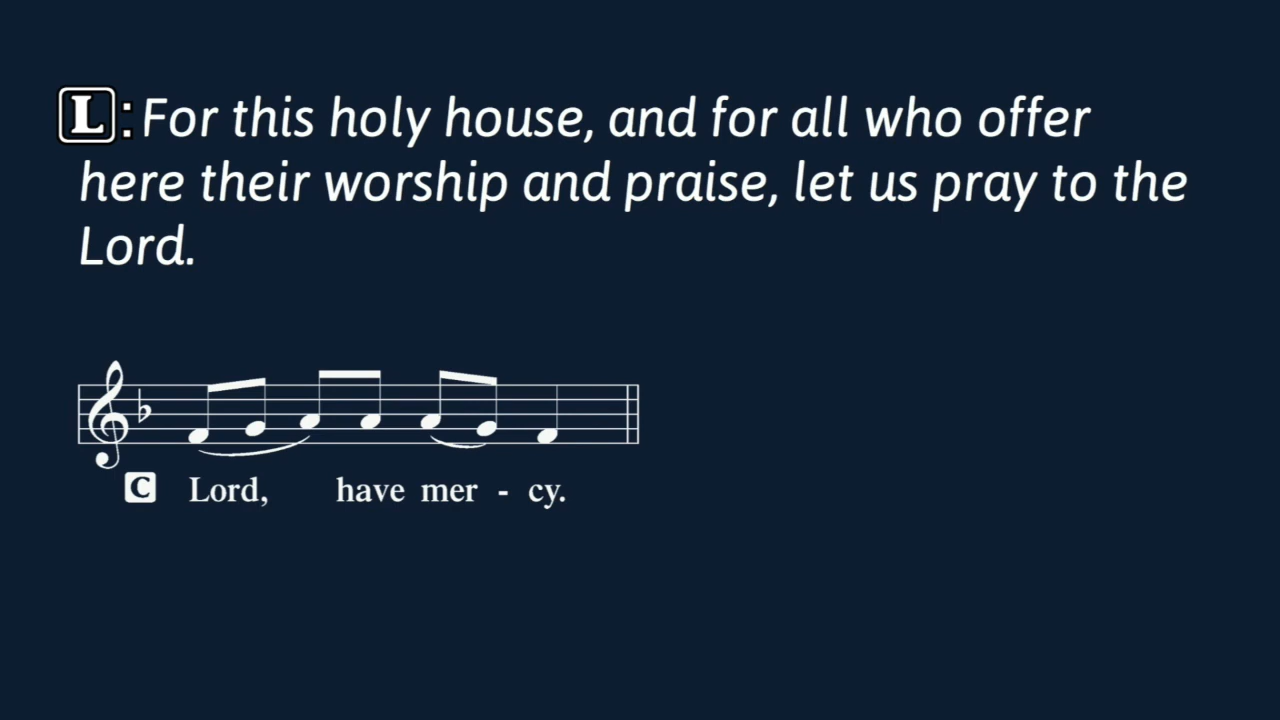 L: For this holy house, and for all who offer
here their worship and praise, let us pray to the
Lord.
C Lord, have mer - cy.